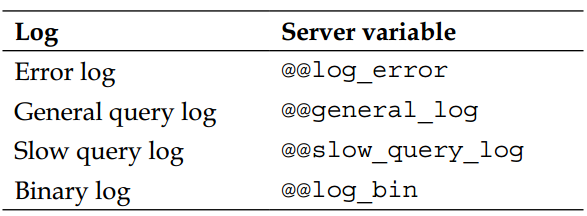 Log Server variable
Error log @@log_error
General query log @@general_log
Slow query log @@slow_query_log
Binary log @@log_bin